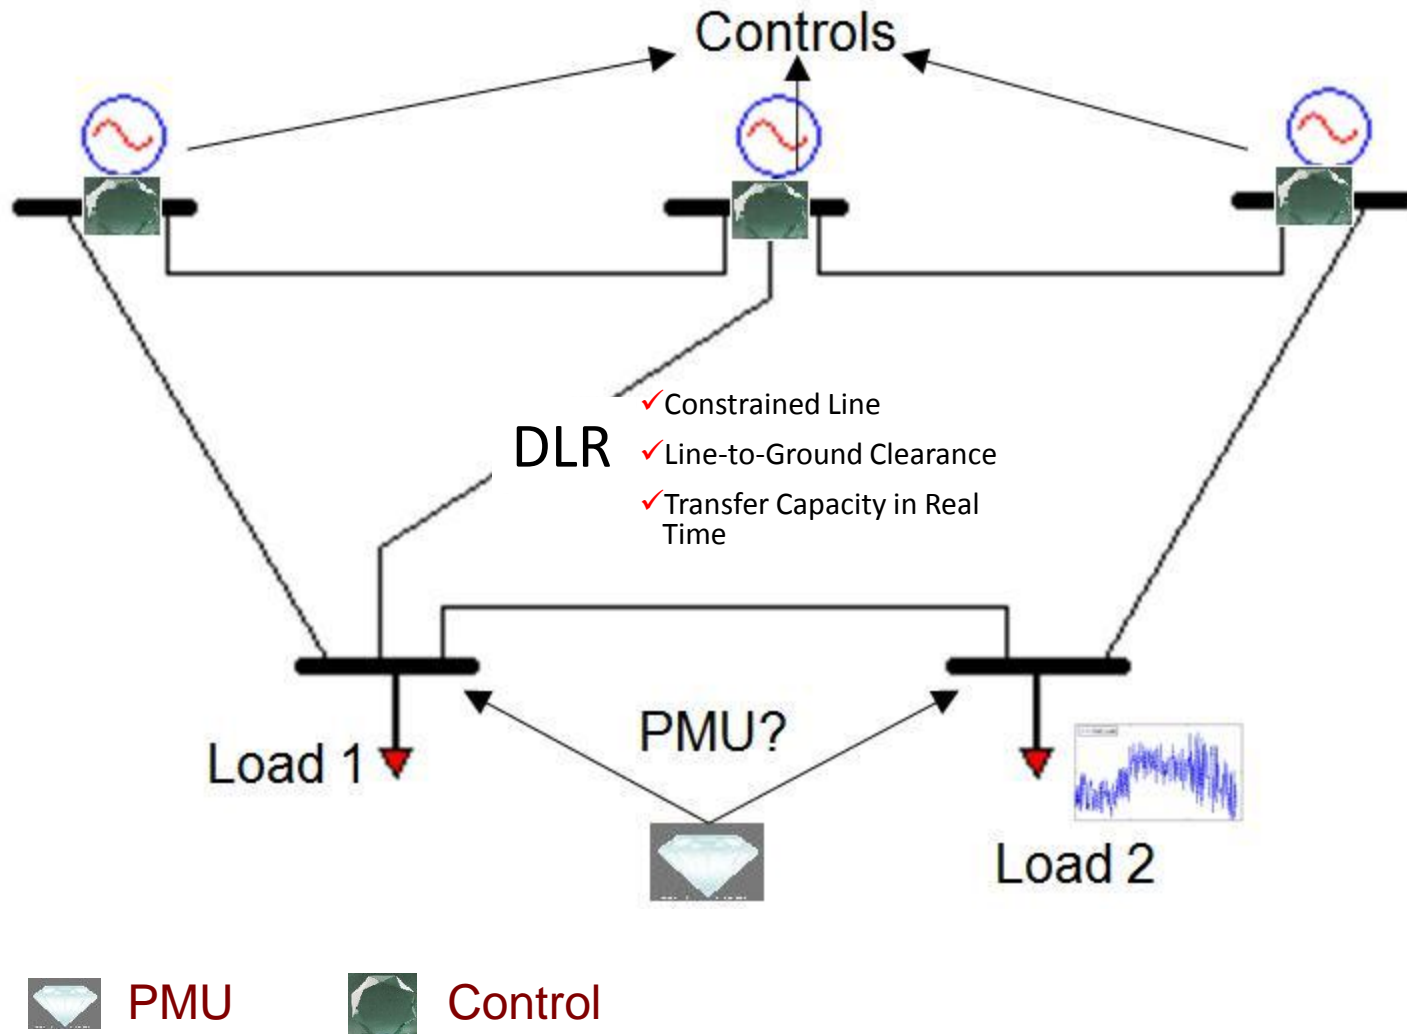 Controls
✓Constrained Line
DLR
✓Line-to-Ground Clearance
✓Transfer Capacity in Real
Time
PMU?
Load 1
Load 2
PMU
Control